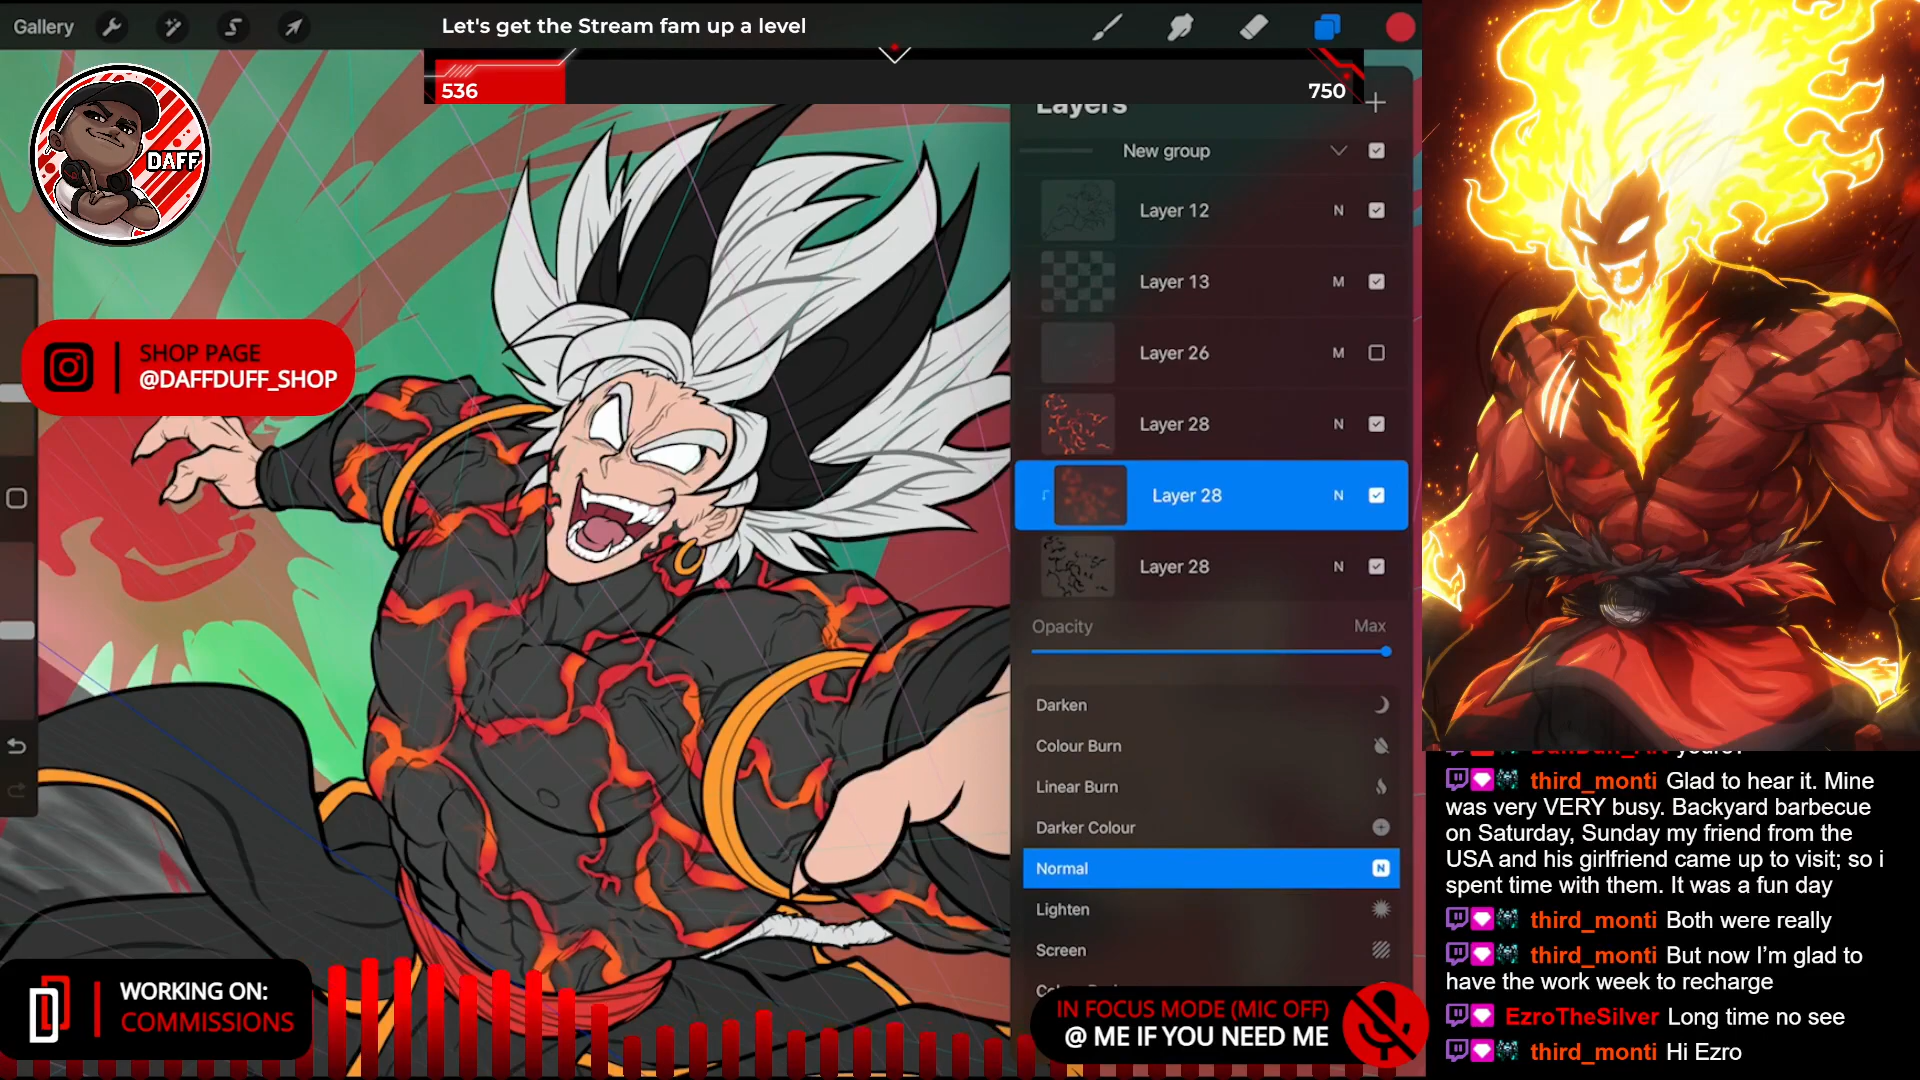 Gallery
Let's get the Stream fam up a level
536
750
DAFF
SHOP PAGE
@DAFFDUFF_SHOP
Layers
New group
Layer 12 N
Layer 13 M
Layer 26 M
Layer 28 N
Layer 28 N
Layer 28 N
Opacity Max
Darken
Colour Burn
Linear Burn
Darker Colour
Normal N
Lighten
Screen
WORKING ON:
COMMISSIONS
IN FOCUS MODE (MIC OFF)
@ ME IF YOU NEED ME
third_monti Glad to hear it. Mine
was very VERY busy. Backyard barbecue
on Saturday, Sunday my friend from the
USA and his girlfriend came up to visit; so i
spent time with them. It was a fun day
third_monti Both were really
third_monti But now I'm glad to
have the work week to recharge
EzroTheSilver Long time no see
third_monti Hi Ezro